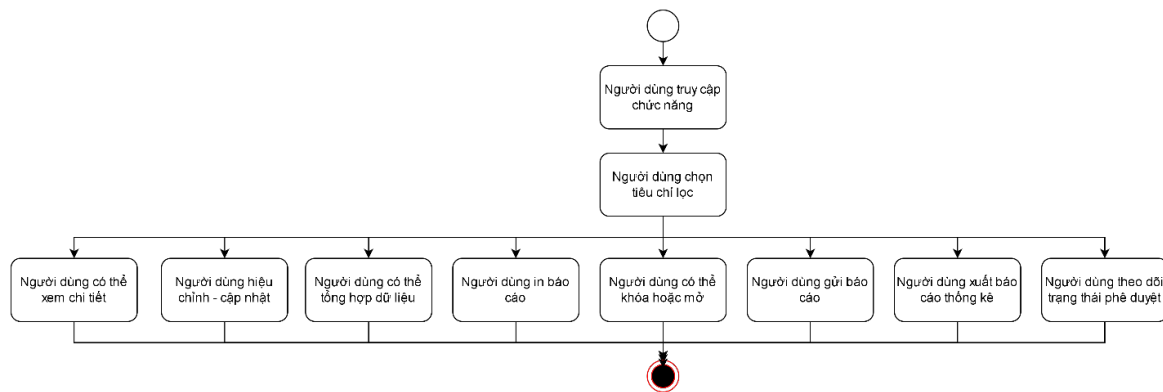 Người dùng truy cập
chức năng
Người dùng chọn
tiêu chí lọc
Người dùng có thể
xem chi tiết
Người dùng hiệu
chỉnh - cập nhật
Người dùng có thể
tổng hợp dữ liệu
Người dùng in báo
cáo
Người dùng có thể
khóa hoặc mở
Người dùng gửi báo
cáo
Người dùng xuất báo
cáo thống kê
Người dùng theo dõi
trạng thái phê duyệt